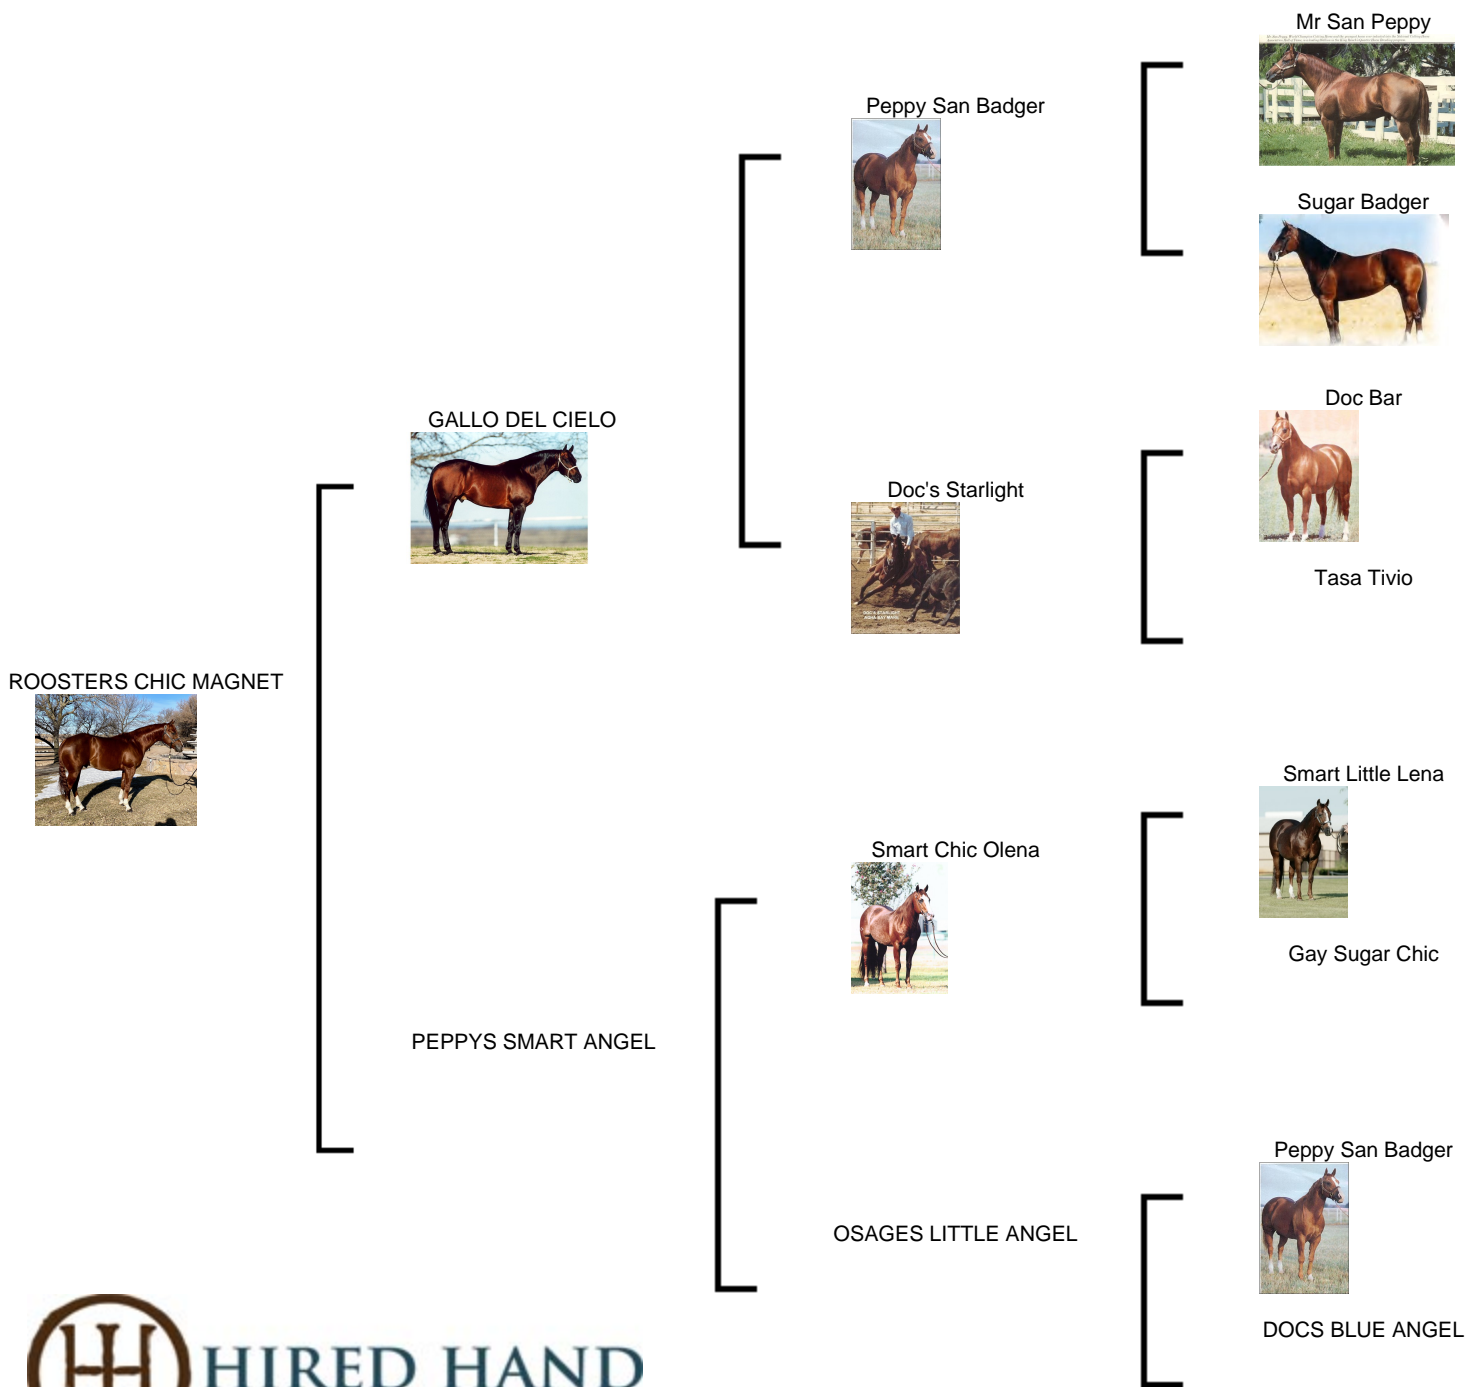 Mr San Peppy
Peppy San Badger
Sugar Badger
GALLO DEL CIELO
Doc Bar
Doc's Starlight
DOC'S STARLIGHT
Tasa Tivio
ROOSTERS CHIC MAGNET
Smart Little Lena
Smart Chic Olena
Gay Sugar Chic
PEPPYS SMART ANGEL
Peppy San Badger
OSAGES LITTLE ANGEL
DOCS BLUE ANGEL
HIRED HAND